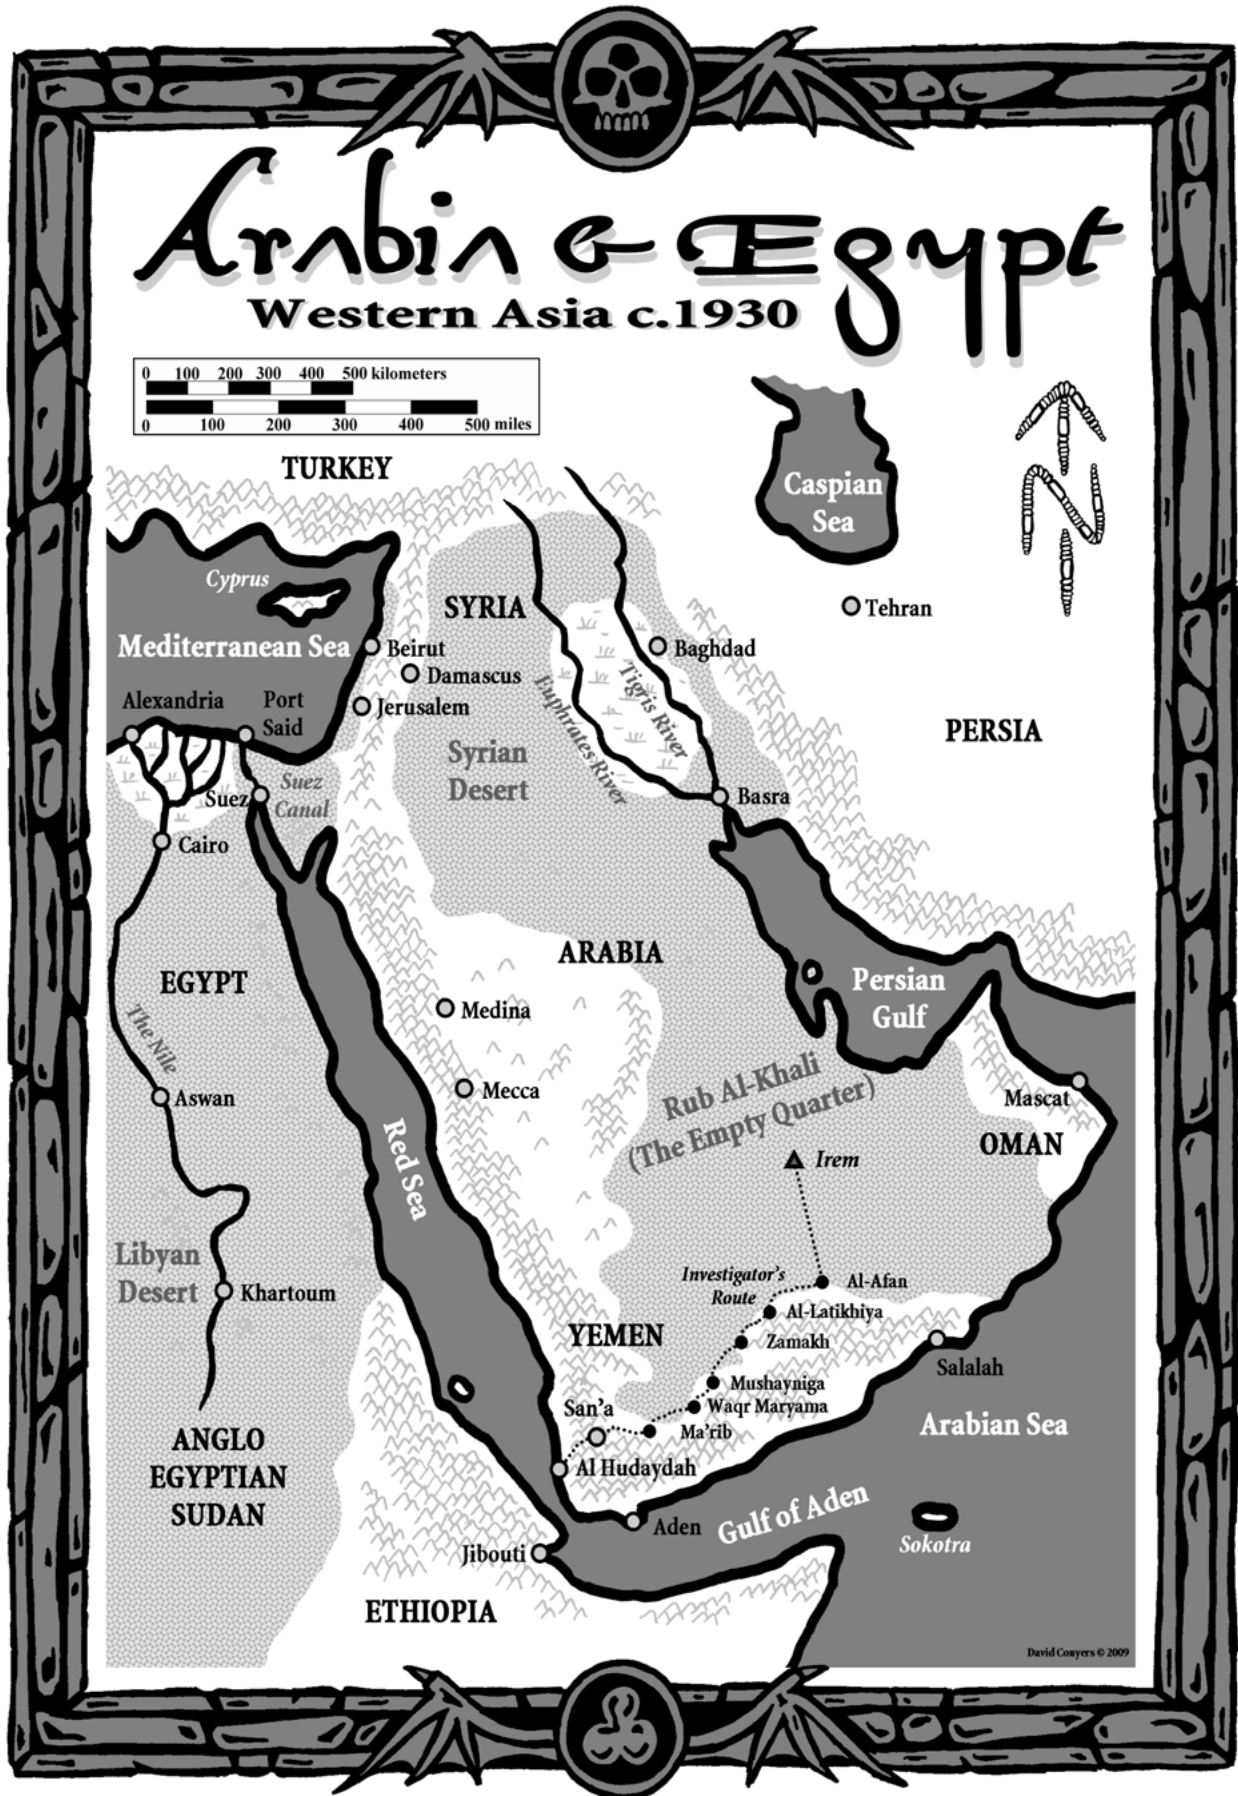 Arabia & Egypt
Western Asia c.1930
0 100 200 300 400 500 kilometers
0 100 200 300 400 500 miles
TURKEY
Caspian
Sea
N
Cyprus
Tehran
SYRIA
Mediterranean Sea
Beirut
Baghdad
Damascus
Alexandria
Port
Said
Jerusalem
Tigris River
Euphrates River
PERSIA
Syrian
Desert
Suez
Canal
Suez
Basra
Cairo
ARABIA
EGYPT
Persian
Gulf
Medina
The Nile
Rub Al-Khali
(The Empty Quarter)
Mecca
Aswan
Mascat
OMAN
Red Sea
Irem
Libyan
Desert
Khartoum
Investigator's
Route
Al-Afan
Al-Latikhiya
YEMEN
Zamakh
Salalah
Mushayniga
San'a
Waqr Maryama
Ma'rib
Arabian Sea
ANGLO
EGYPTIAN
SUDAN
Al Hudaydah
Aden
Gulf of Aden
Sokotra
Jibouti
ETHIOPIA
David Conyers © 2009